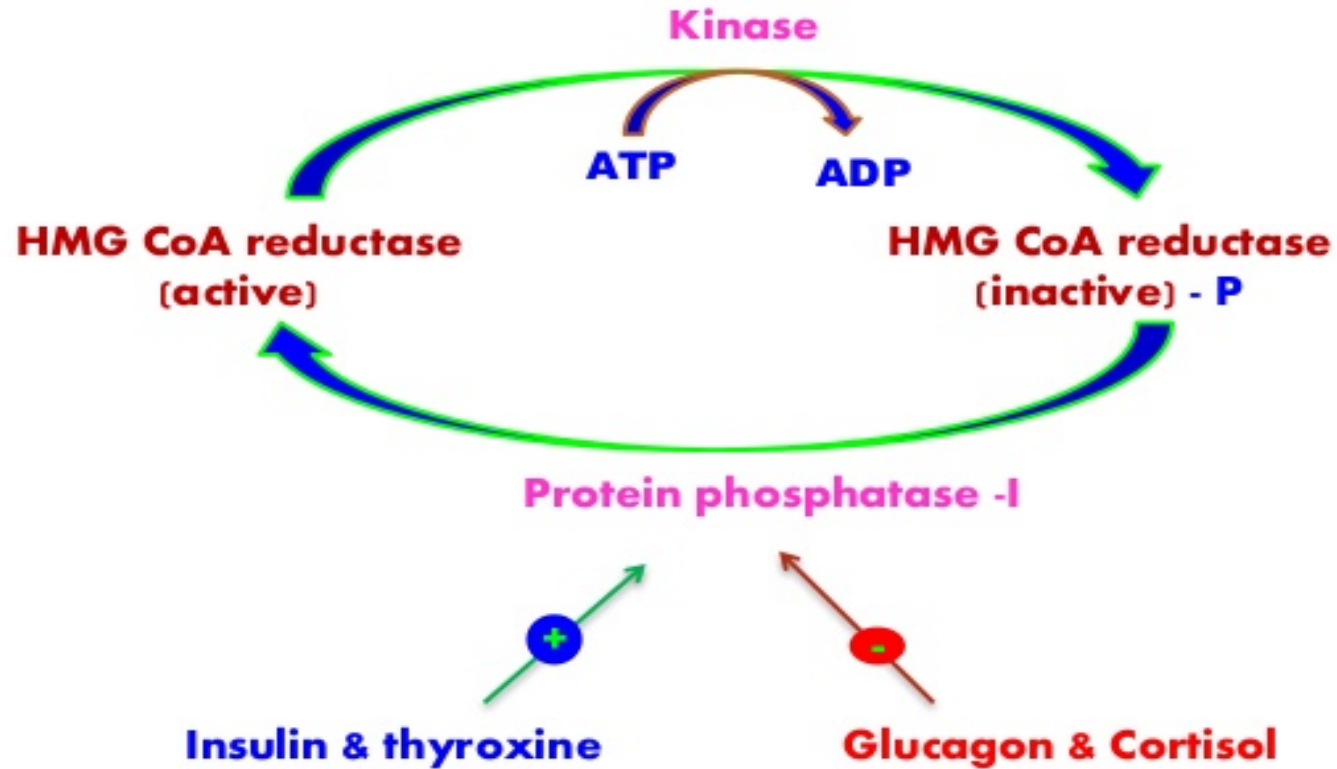 Kinase
ATP
ADP
HMG CoA reductase
(active)
HMG CoA reductase
(inactive) - P
Protein phosphatase -I
+
-
Insulin & thyroxine
Glucagon & Cortisol